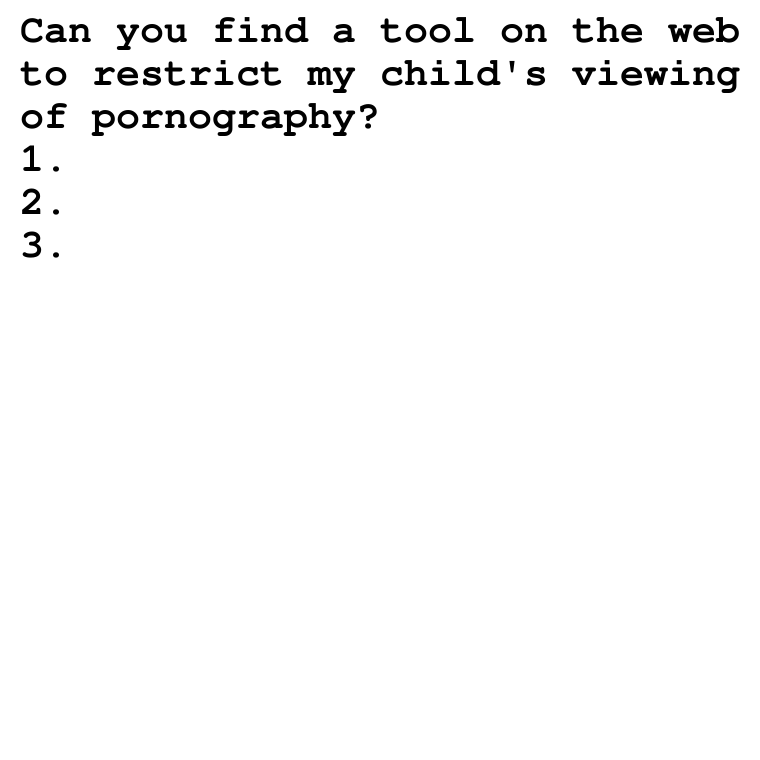 Can you find a tool on the web
to restrict my child's viewing
of pornography?
1.
2.
3.